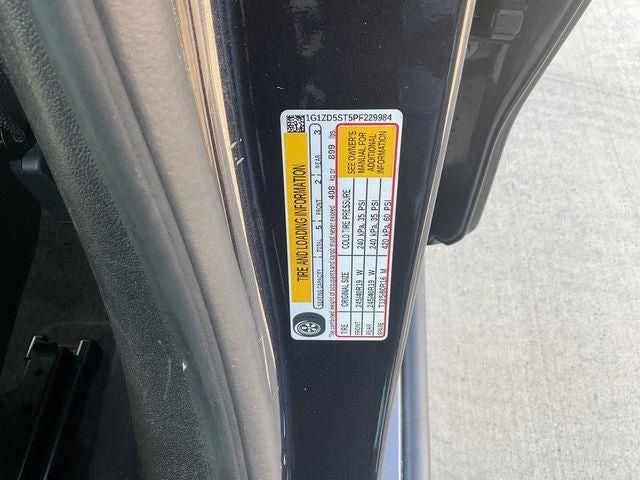 1G1ZD5ST5PF229984
TIRE AND LOADING INFORMATION
SEATING CAPACITY | TOTAL 5 | FRONT 2 | REAR 3
The combined weight of occupants and cargo must never exceed 408 kg or 899 lbs.
TIRE ORIGINAL SIZE COLD TIRE PRESSURE
FRONT 245/40R19 W 240 kPa, 35 PSI
REAR 245/40R19 W 240 kPa, 35 PSI
SPARE T125/80R16 M 420 kPa, 60 PSI
SEE OWNER'S
MANUAL FOR
ADDITIONAL
INFORMATION